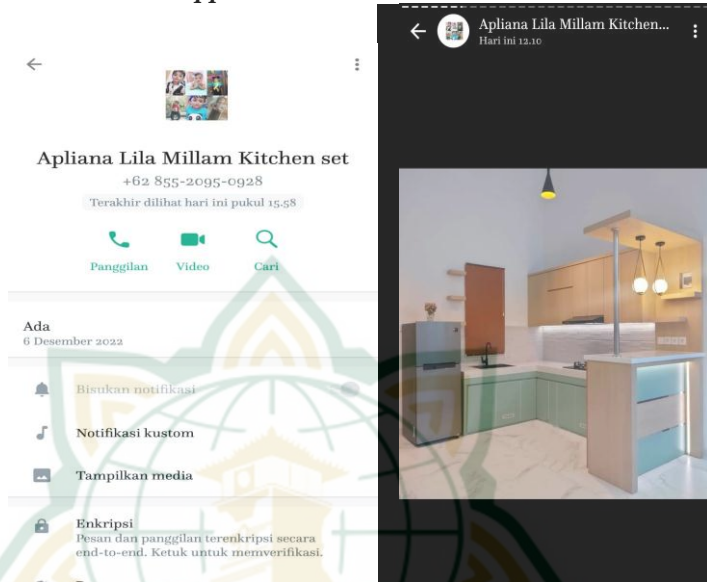 Apliana Lila Millam Kitchen set
+62 855-2095-0928
Terakhir dilihat hari ini pukul 15.58
Panggilan
Video
Cari
Ada
6 Desember 2022
Bisukan notifikasi
Notifikasi kustom
Tampilkan media
Enkripsi
Pesan dan panggilan terenkripsi secara
end-to-end. Ketuk untuk memverifikasi.
Apliana Lila Millam Kitchen...
Hari ini 12.10